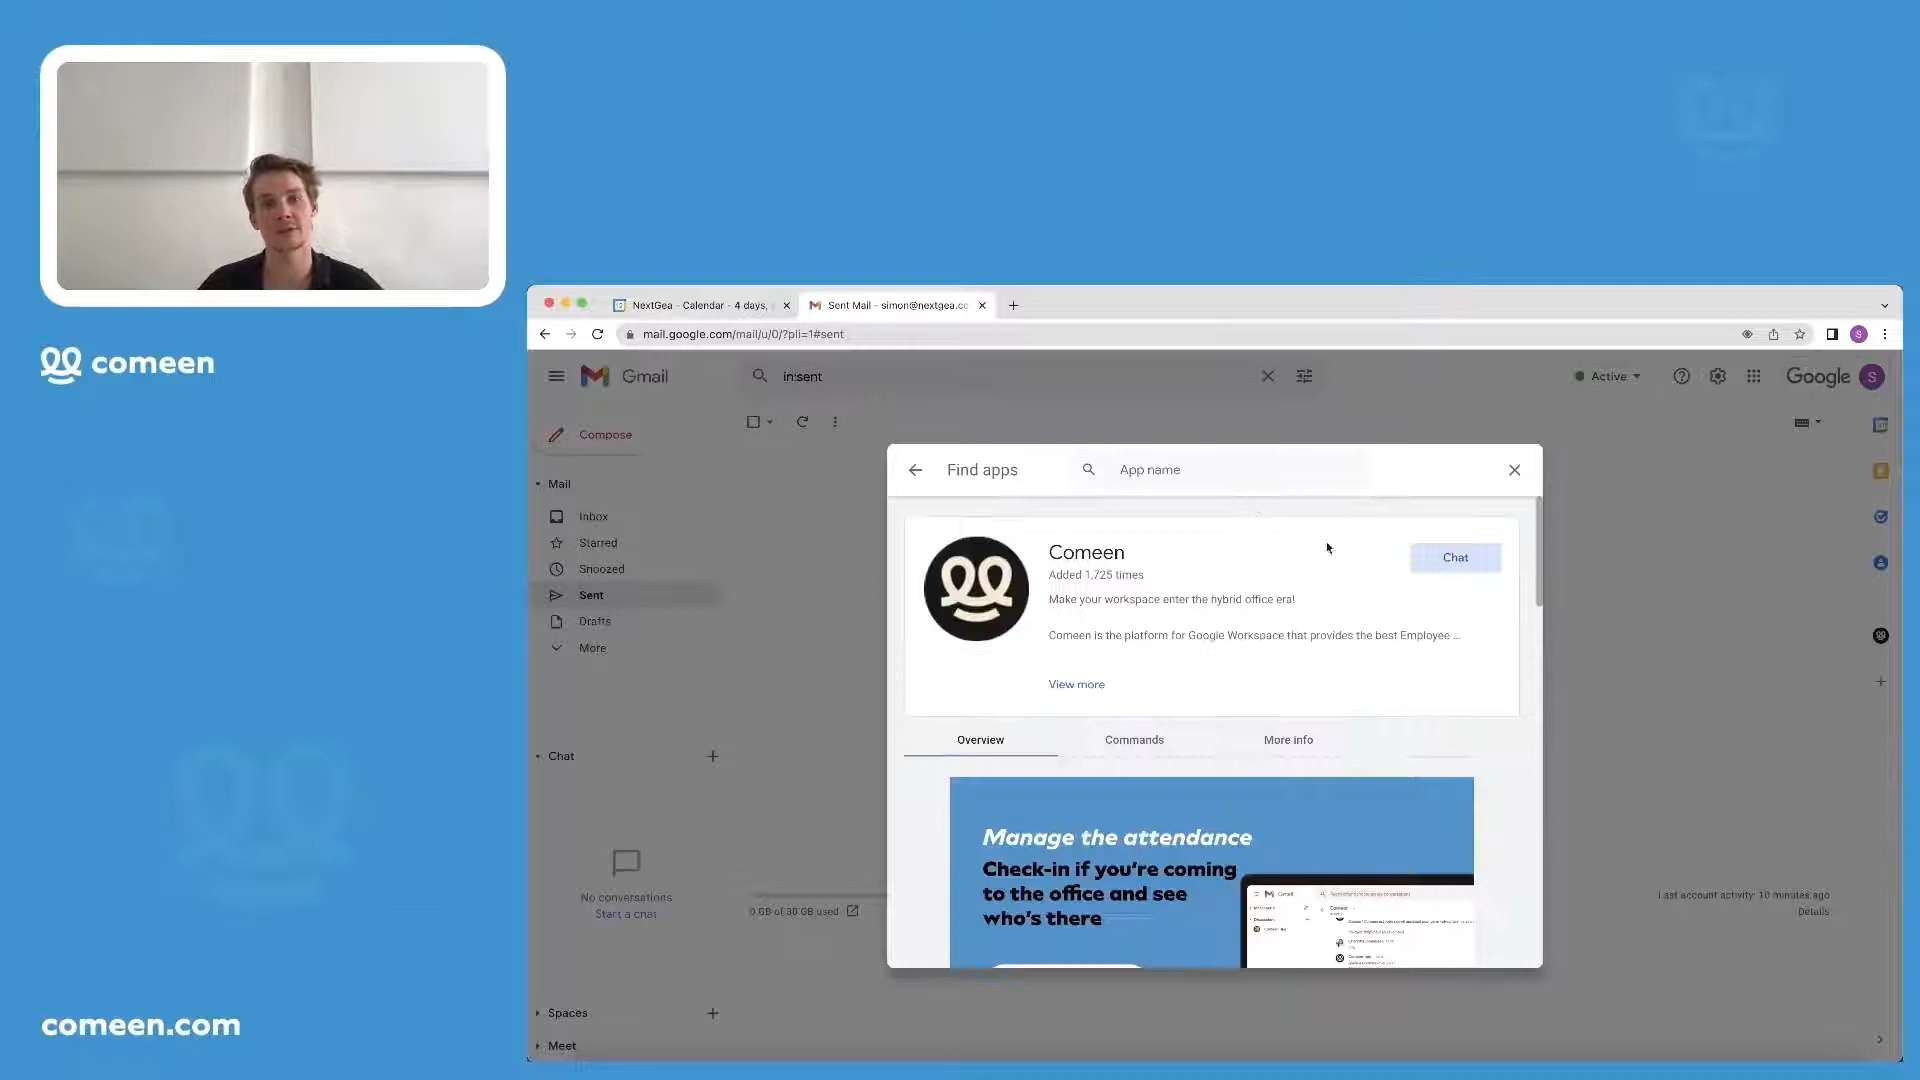 comeen
comeen.com
NextGea - Calendar - 4 days,
Sent Mail - simon@nextgea.co
mail.google.com/mail/u/0/?pli=1#sent
Gmail
in:sent
Active
Google
S
Compose
Mail
Inbox
Starred
Snoozed
Sent
Drafts
More
Chat
No conversations
Start a chat
Spaces
Meet
0 GB of 30 GB used
Last account activity: 10 minutes ago
Details
Find apps
App name
Comeen
Added 1,725 times
Make your workspace enter the hybrid office era!
Comeen is the platform for Google Workspace that provides the best Employee ...
View more
Chat
Overview
Commands
More info
Manage the attendance
Check-in if you're coming
to the office and see
who's there
Gmail